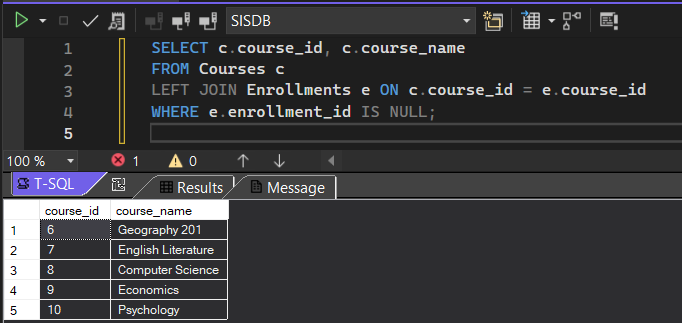 SISDB
1 SELECT c.course_id, c.course_name
2 FROM Courses c
3 LEFT JOIN Enrollments e ON c.course_id = e.course_id
4 WHERE e.enrollment_id IS NULL;
5
100 % 1 0
T-SQL Results Message
course_id course_name
1 6 Geography 201
2 7 English Literature
3 8 Computer Science
4 9 Economics
5 10 Psychology